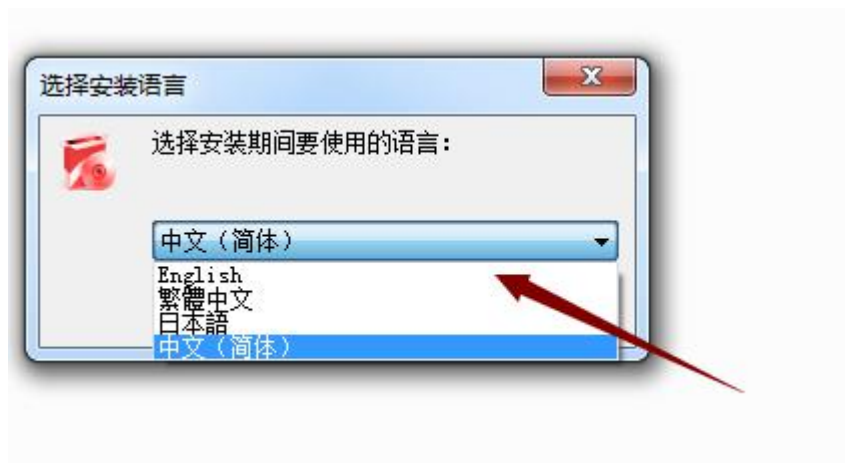 选择安装语言
选择安装期间要使用的语言：
中文（简体）
English
繁體中文
日本語
中文（简体）